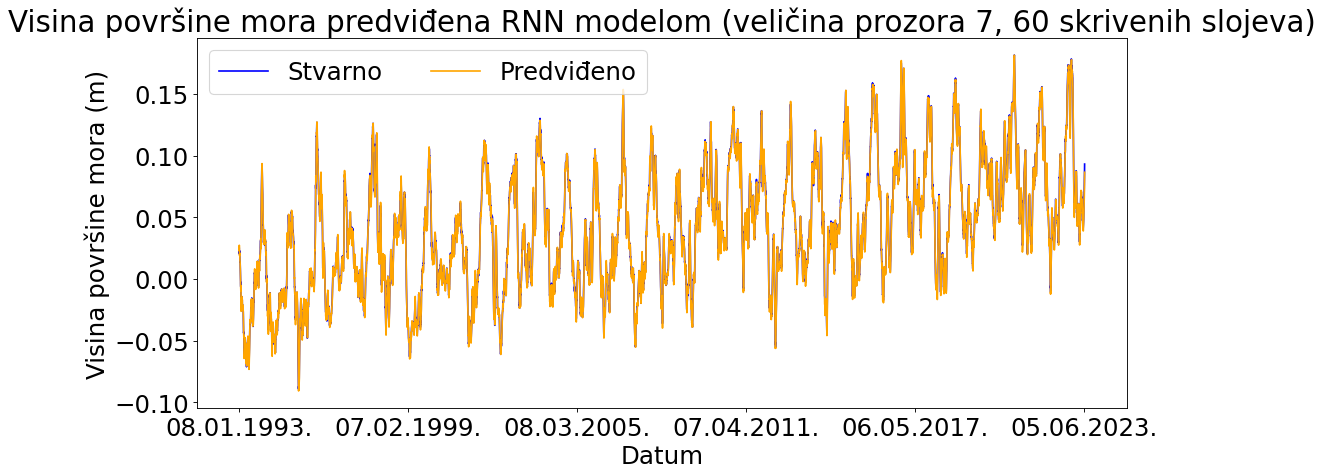 Visina površine mora predviđena RNN modelom (veličina prozora 7, 60 skrivenih slojeva)
Stvarno
Predviđeno
Visina površine mora (m)
0.15
0.10
0.05
0.00
−0.05
−0.10
08.01.1993.
07.02.1999.
08.03.2005.
07.04.2011.
06.05.2017.
05.06.2023.
Datum